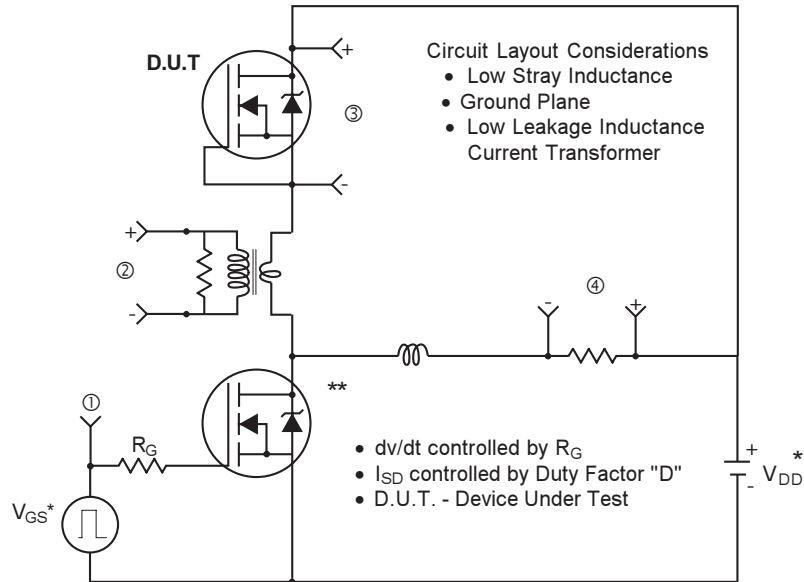 D.U.T
+
-
③
Circuit Layout Considerations
• Low Stray Inductance
• Ground Plane
• Low Leakage Inductance
Current Transformer
+
②
-
-
④
+
**
①
R_G
V_GS*
• dv/dt controlled by R_G
• I_SD controlled by Duty Factor "D"
• D.U.T. - Device Under Test
+
-
V_DD*